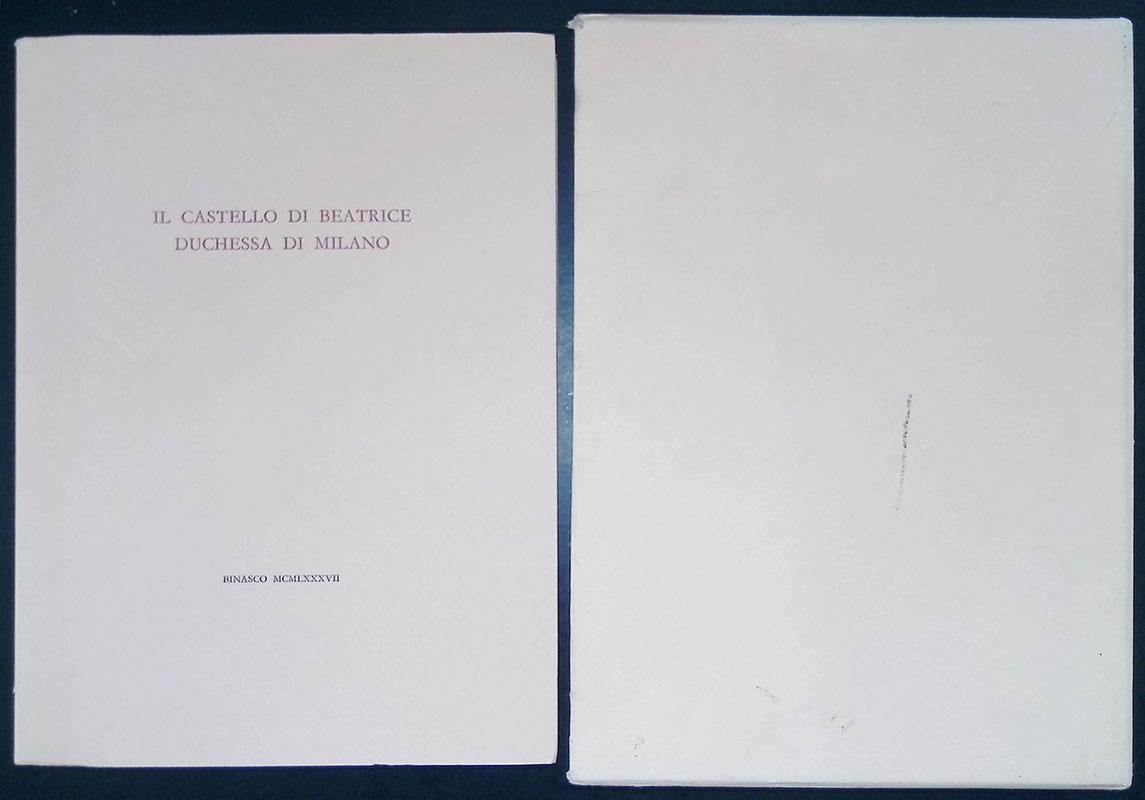 IL CASTELLO DI BEATRICE
DUCHESSA DI MILANO
BINASCO MCMLXXXVII